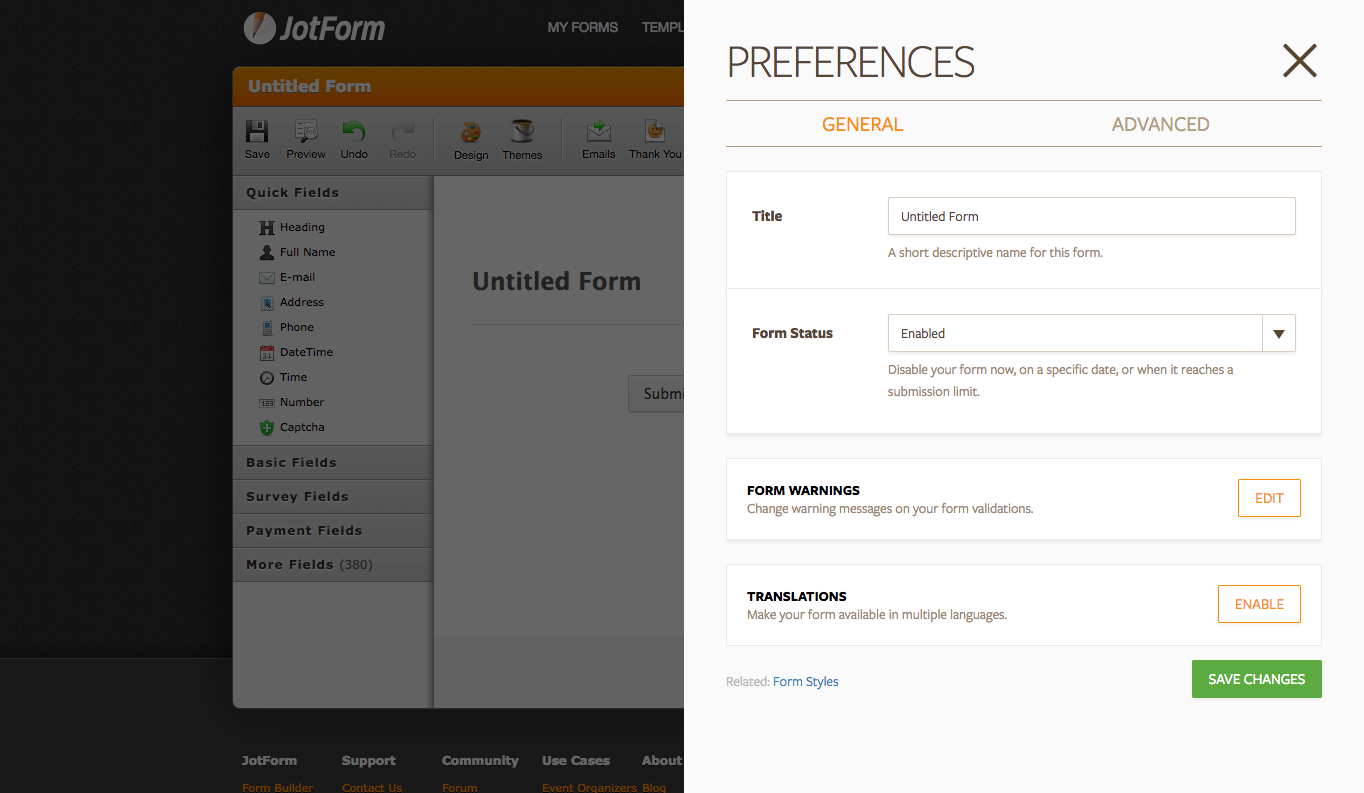 JotForm
MY FORMS
Untitled Form
Save
Preview
Undo
Redo
Design
Themes
Emails
Thank You
Quick Fields
Heading
Full Name
E-mail
Address
Phone
31
DateTime
Time
123
Number
Captcha
Basic Fields
Survey Fields
Payment Fields
More Fields (380)
Untitled Form
JotForm
Support
Community
Use Cases
About
Form Builder
Contact Us
Forum
Event Organizers
Blog
PREFERENCES
GENERAL
ADVANCED
Title
Untitled Form
A short descriptive name for this form.
Form Status
Enabled
Disable your form now, on a specific date, or when it reaches a
submission limit.
FORM WARNINGS
Change warning messages on your form validations.
EDIT
TRANSLATIONS
Make your form available in multiple languages.
ENABLE
Related: Form Styles
SAVE CHANGES